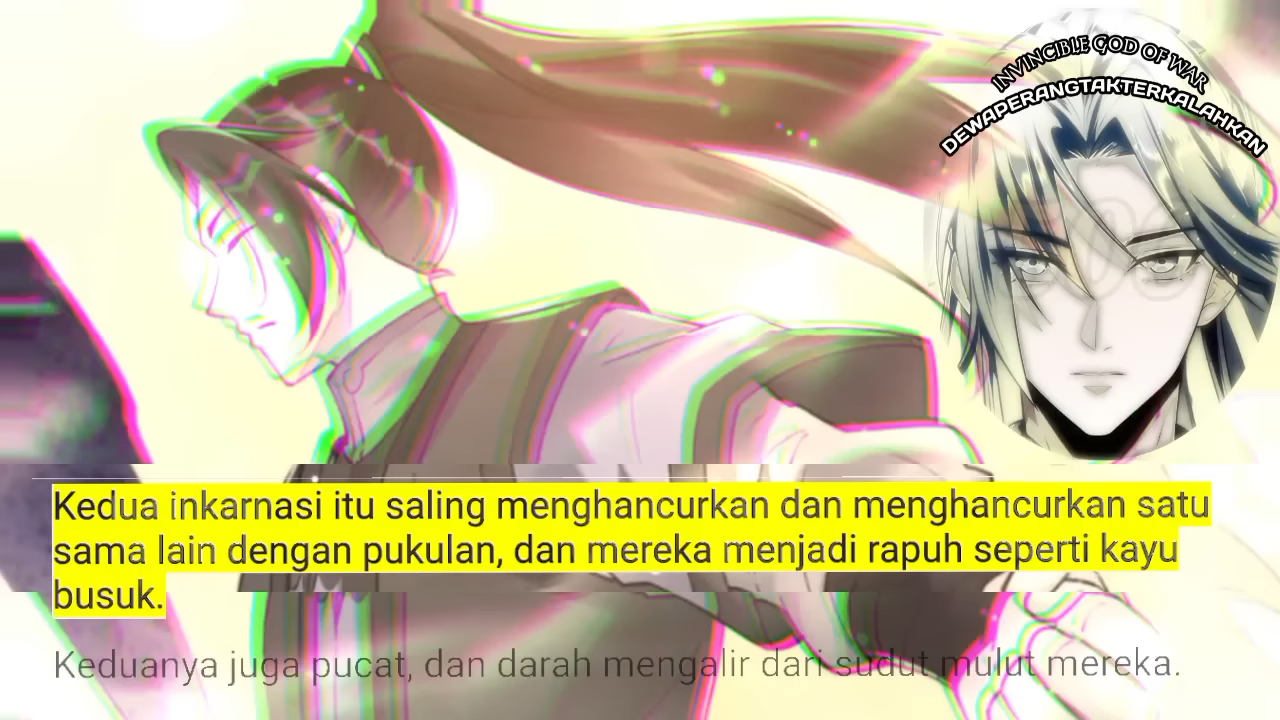 INVINCIBLE GOD OF WAR
DEWAPERANGTAKTERKALAHKAN
Kedua inkarnasi itu saling menghancurkan dan menghancurkan satu
sama lain dengan pukulan, dan mereka menjadi rapuh seperti kayu
busuk.
Keduanya juga pucat, dan darah mengalir dari sudut mulut mereka.